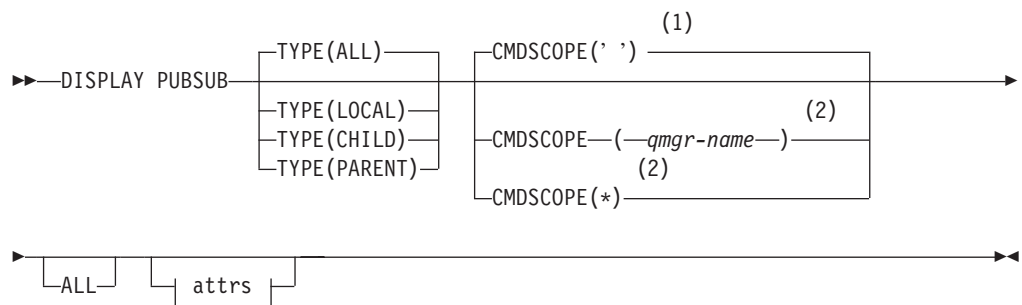 (1)
TYPE(ALL) CMDSCOPE(' ')
DISPLAY PUBSUB
TYPE(LOCAL) (2)
TYPE(CHILD) CMDSCOPE ( qmgr-name )
TYPE(PARENT) (2)
CMDSCOPE(*)
ALL attrs